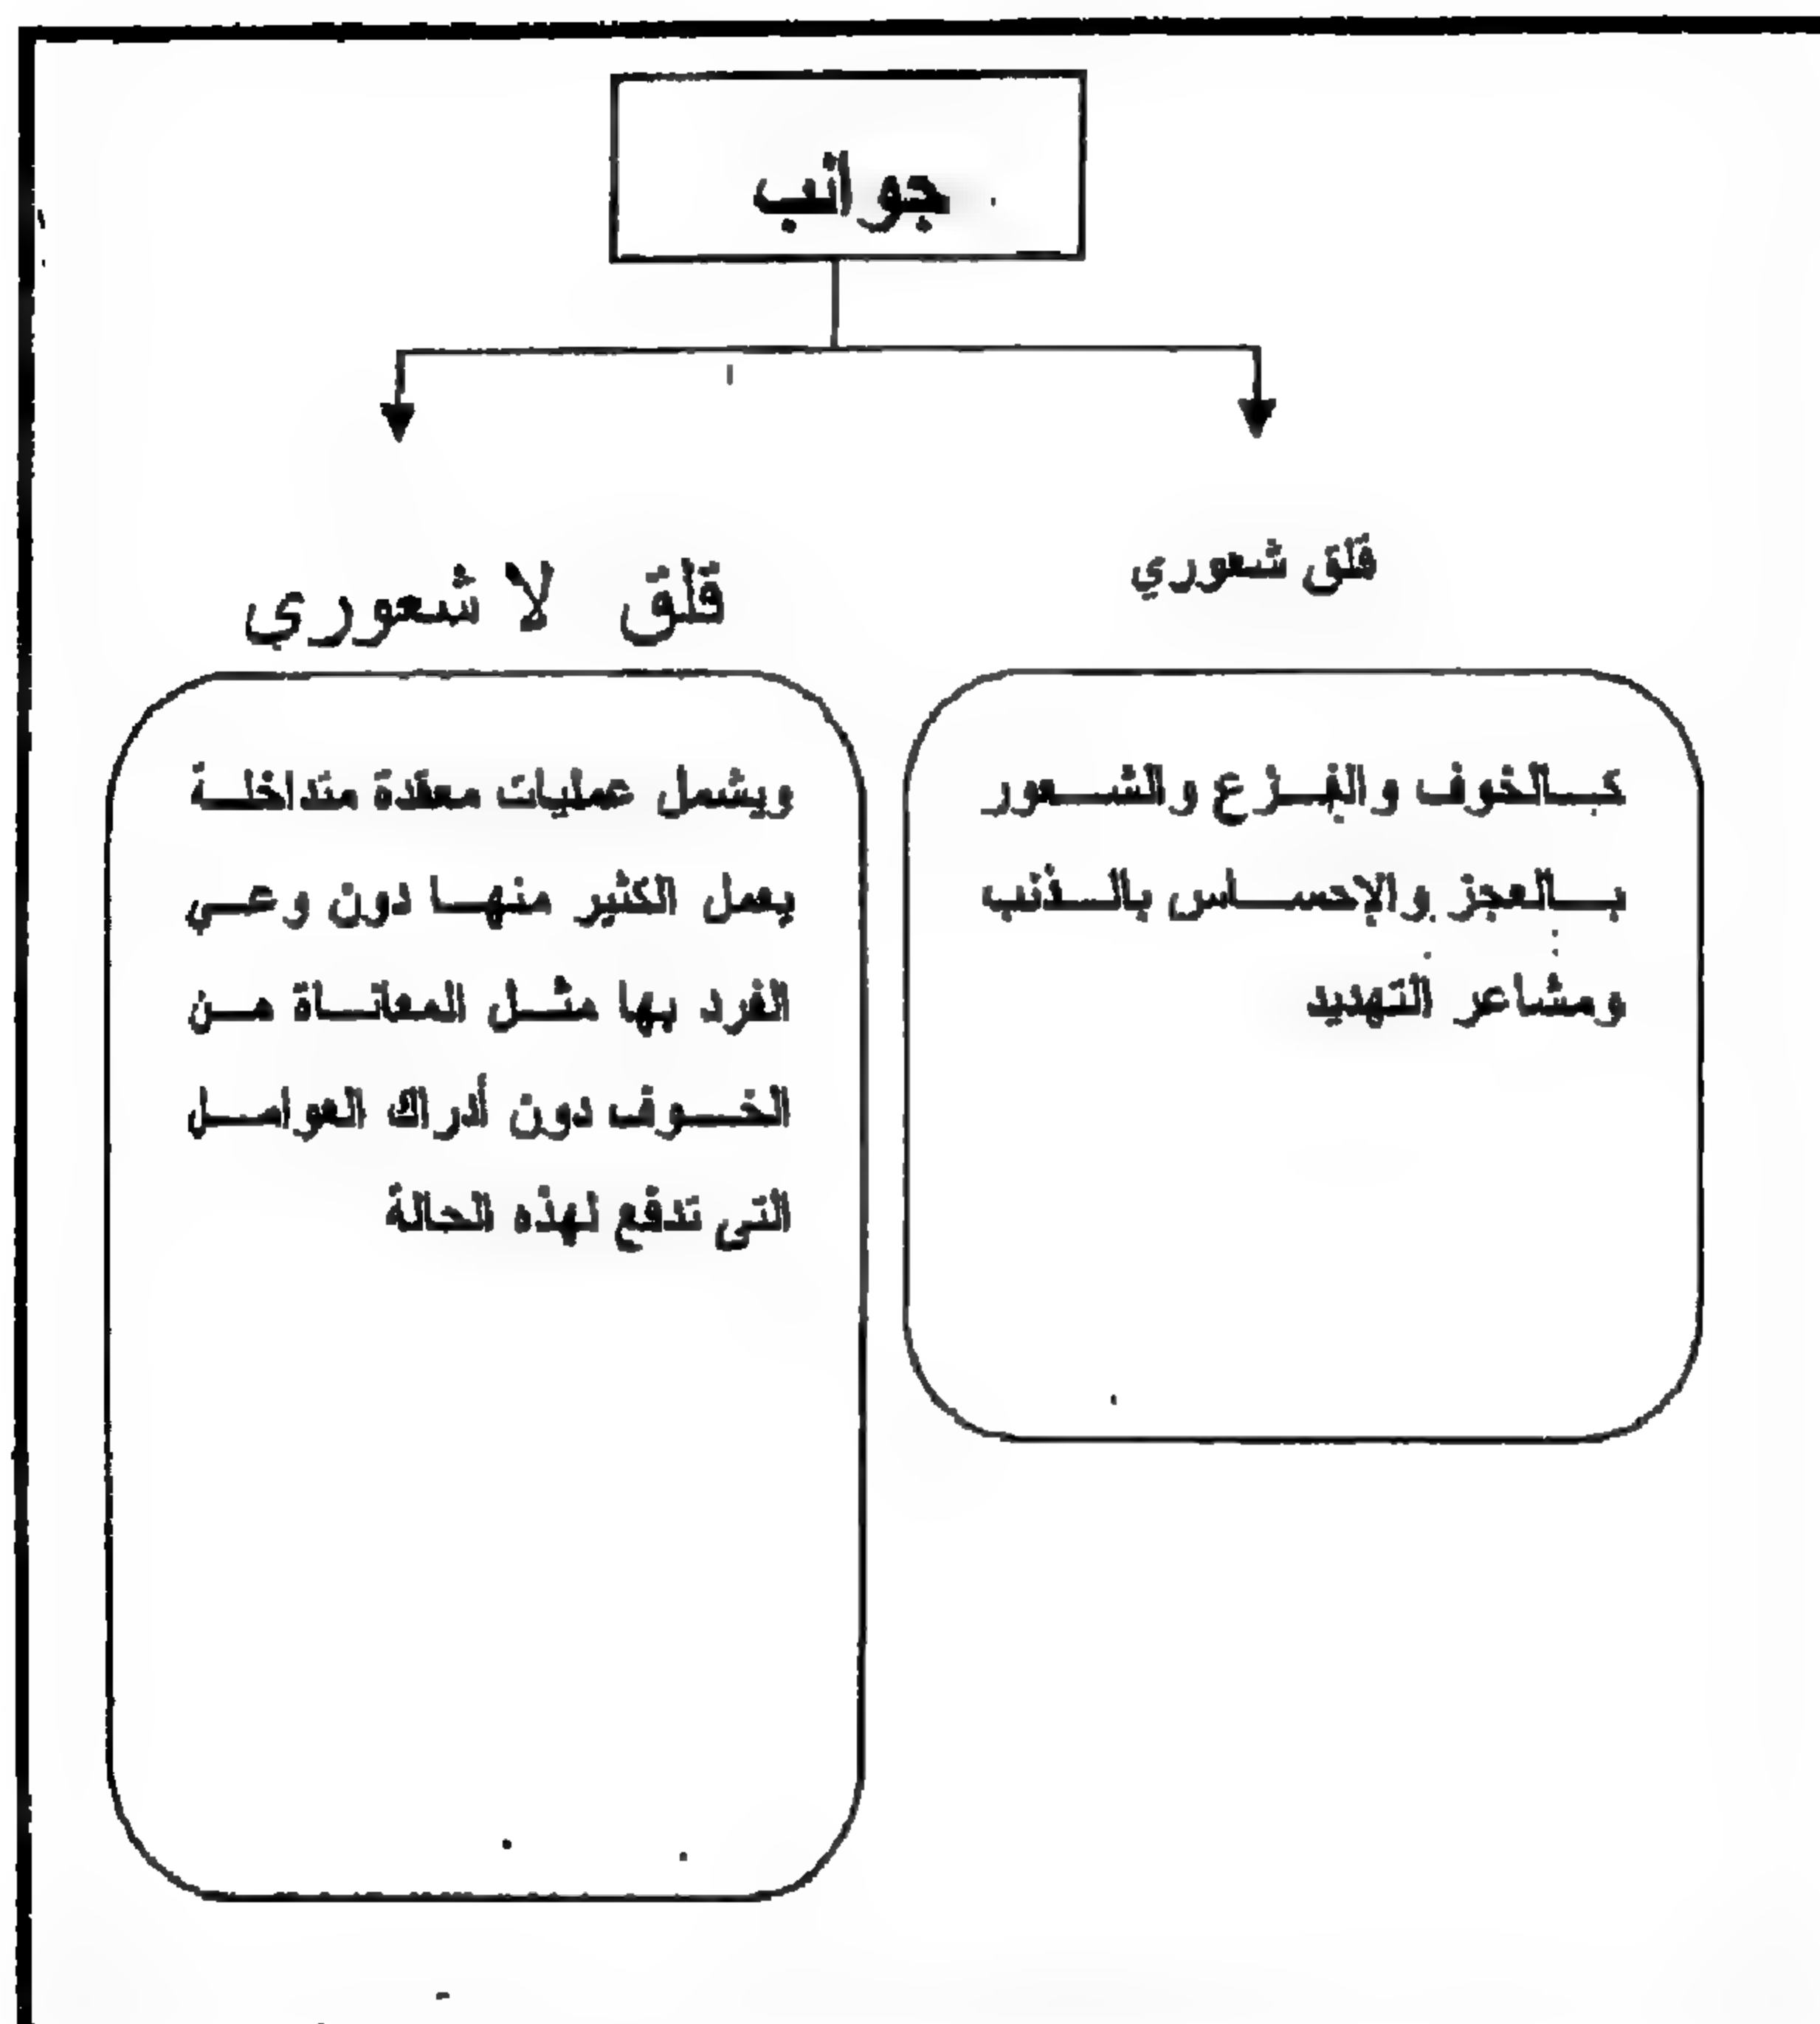 جوانب
قلق شعوري
كالخوف والفزع والشعور
بالعجز والإحساس بالذنب
ومشاعر التهديد
قلق لا شعوري
ويشمل عمليات معقدة متداخلة
يعمل الكثير منها دون وعي
الفرد بها مثل المعاناة من
الخوف دون أدراك العوامل
التى تدفع لهذه الحالة